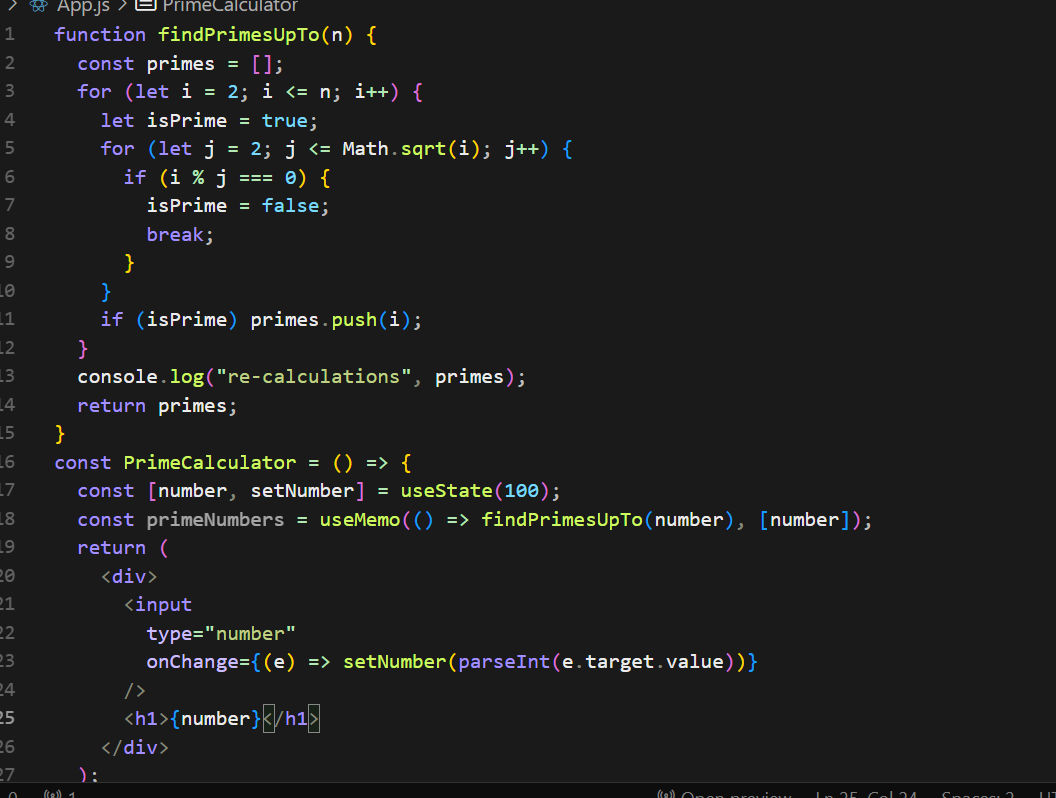 > App.js > PrimeCalculator
1 function findPrimesUpTo(n) {
2   const primes = [];
3   for (let i = 2; i <= n; i++) {
4     let isPrime = true;
5     for (let j = 2; j <= Math.sqrt(i); j++) {
6       if (i % j === 0) {
7         isPrime = false;
8         break;
9       }
10     }
11     if (isPrime) primes.push(i);
12   }
13   console.log("re-calculations", primes);
14   return primes;
15 }
16 const PrimeCalculator = () => {
17   const [number, setNumber] = useState(100);
18   const primeNumbers = useMemo(() => findPrimesUpTo(number), [number]);
19   return (
20     <div>
21       <input
22         type="number"
23         onChange={(e) => setNumber(parseInt(e.target.value))}
24       />
25       <h1>{number}</h1>
26     </div>
27   );
0 1 Open preview Ln 25, Col 24 Spaces: 2